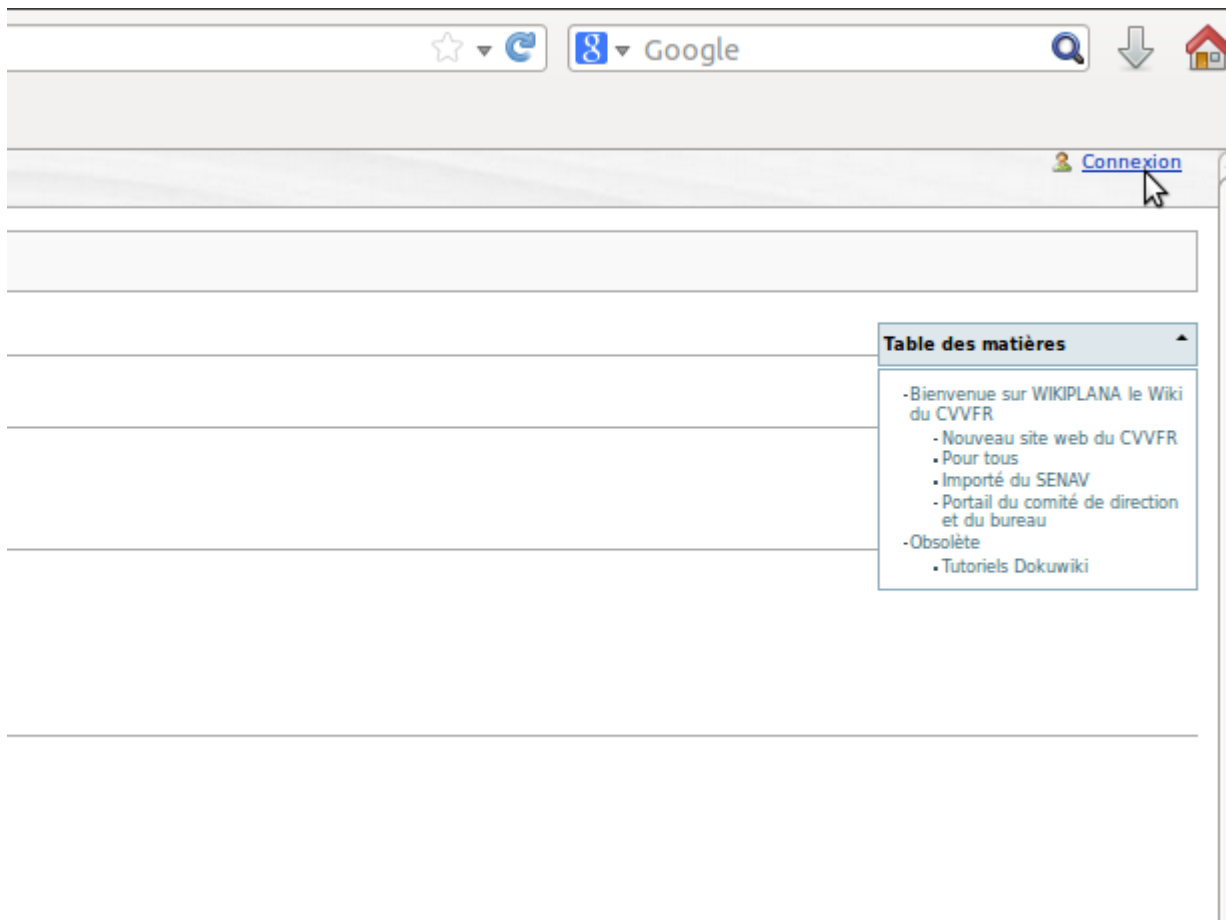 8 Google
Connexion
Table des matières
-Bienvenue sur WIKIPLANA le Wiki
du CVVFR
- Nouveau site web du CVVFR
▪ Pour tous
▪ Importé du SENAV
- Portail du comité de direction
et du bureau
-Obsolète
▪ Tutoriels Dokuwiki